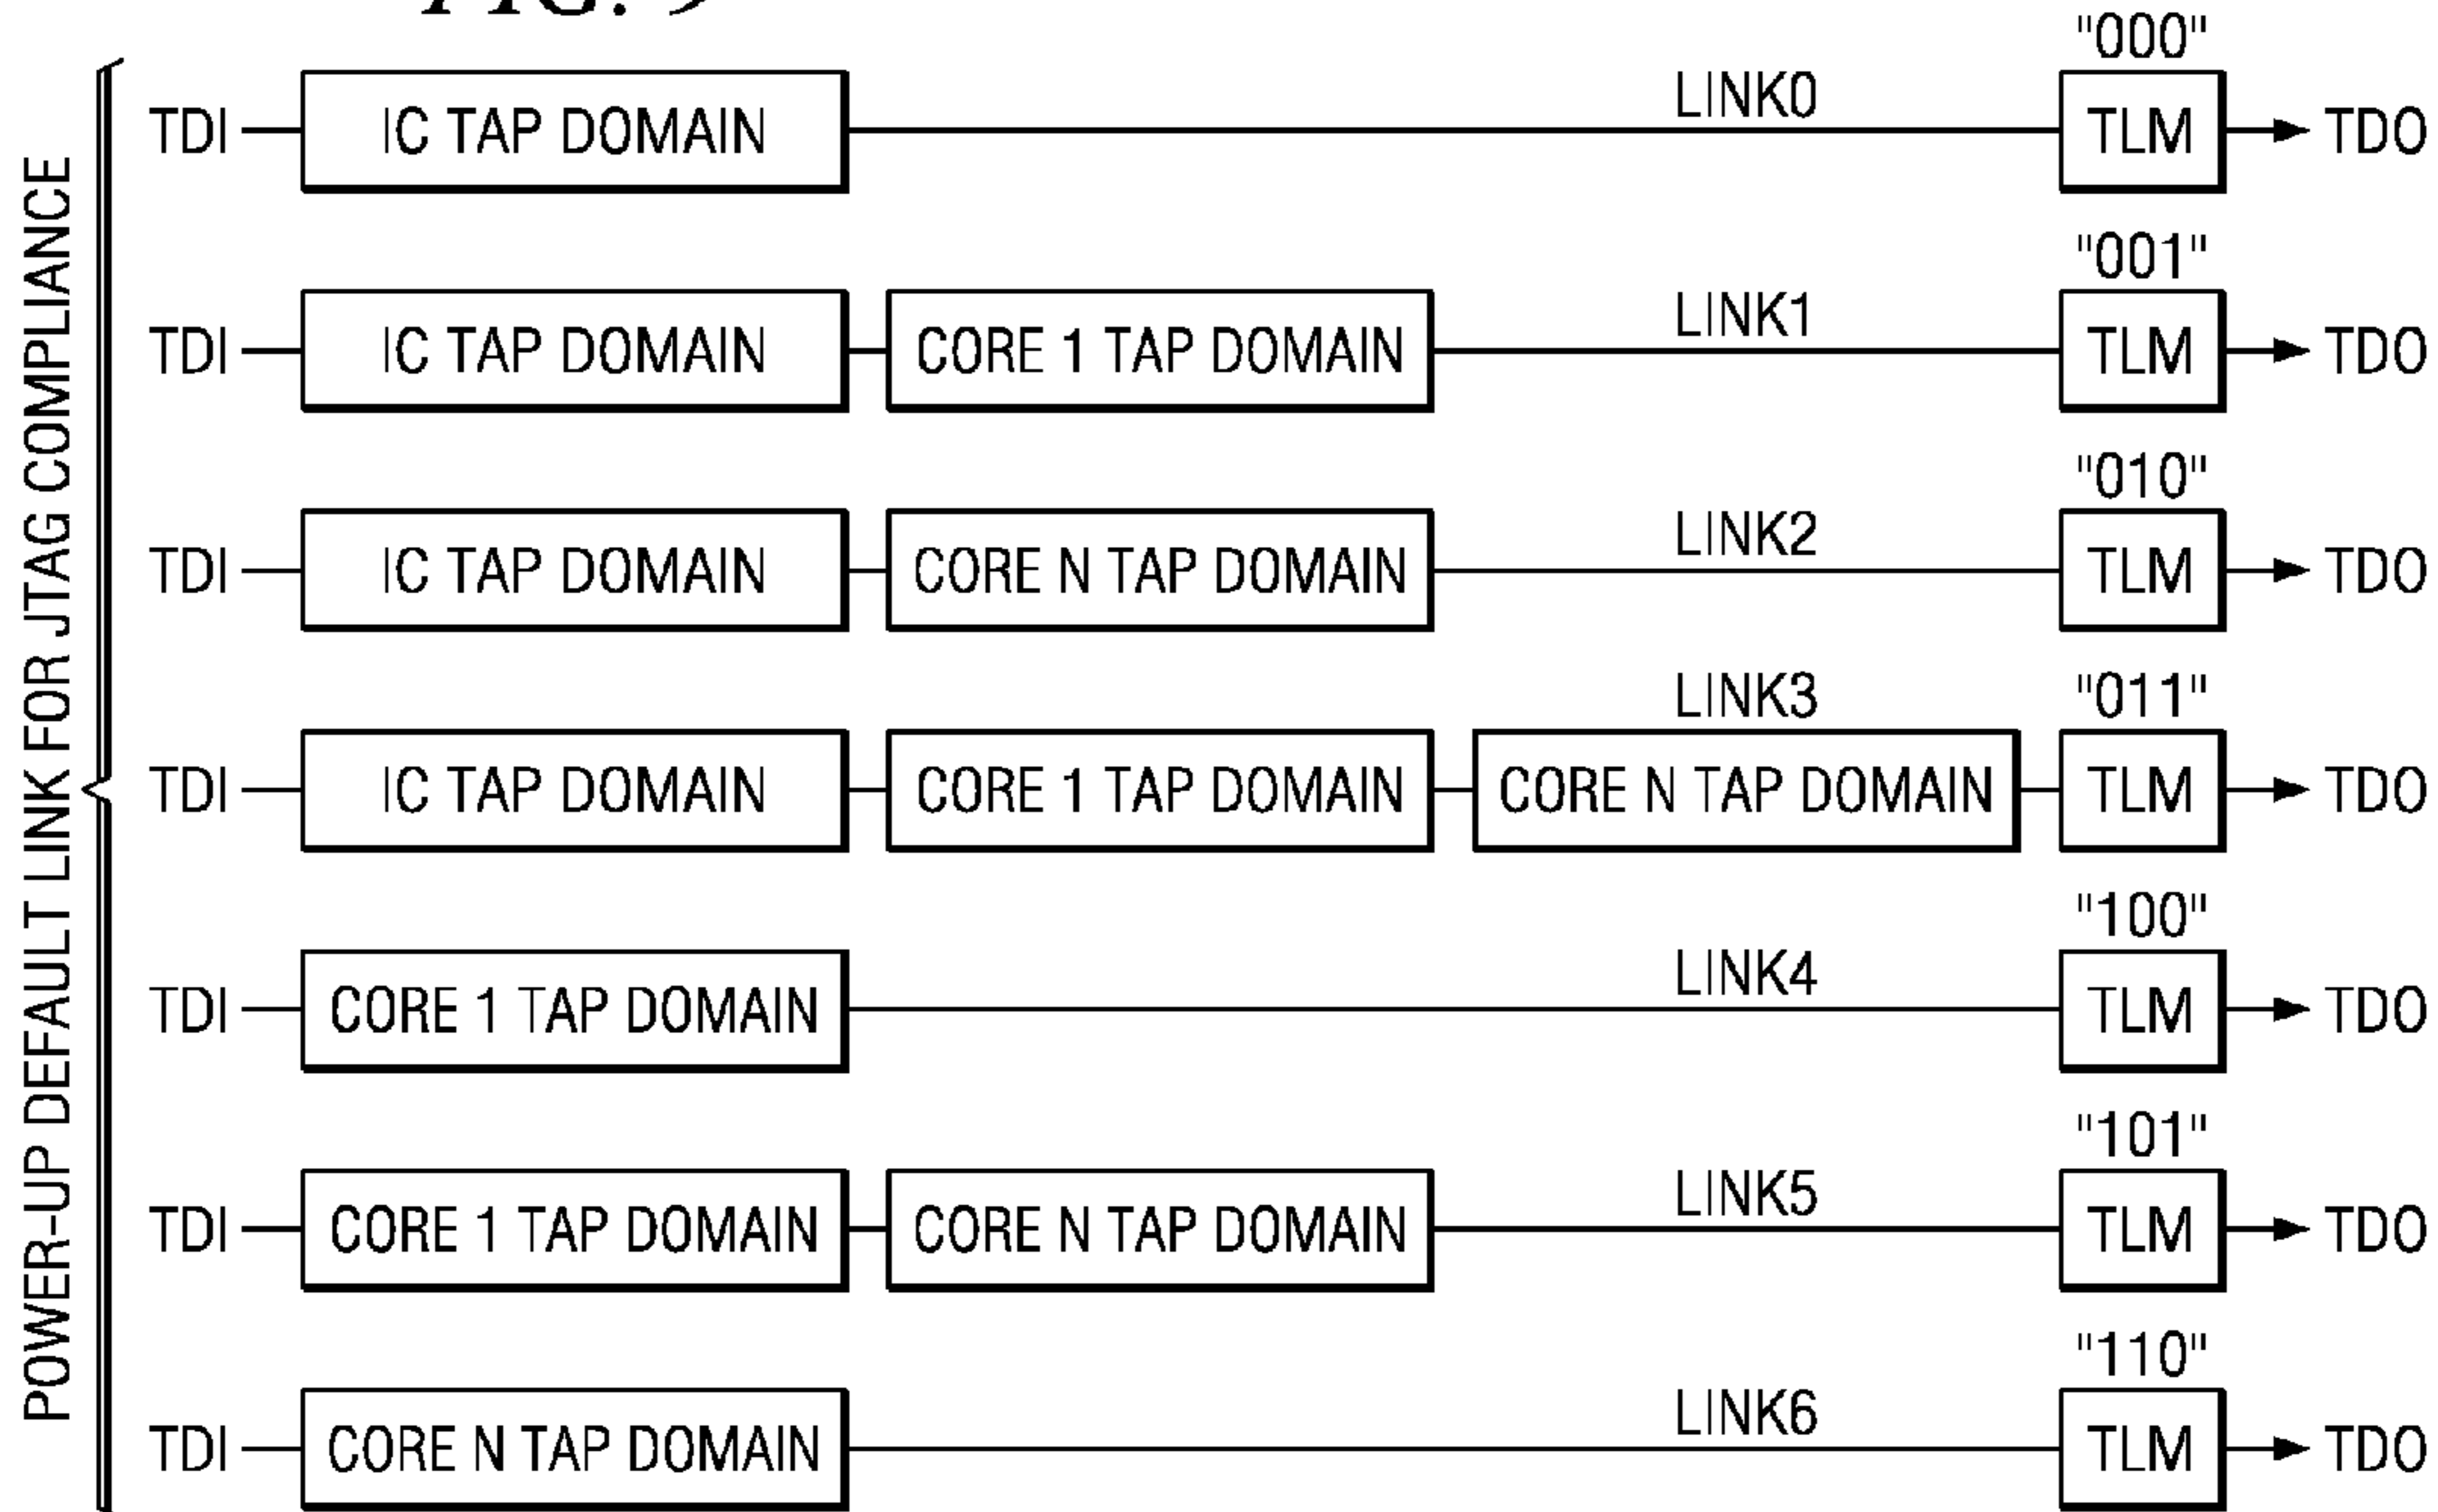 FIG. 9
POWER-UP DEFAULT LINK FOR JTAG COMPLIANCE
"000"
TDI IC TAP DOMAIN LINK0 TLM TDO
"001"
TDI IC TAP DOMAIN CORE 1 TAP DOMAIN LINK1 TLM TDO
"010"
TDI IC TAP DOMAIN CORE N TAP DOMAIN LINK2 TLM TDO
"011"
TDI IC TAP DOMAIN CORE 1 TAP DOMAIN LINK3 CORE N TAP DOMAIN TLM TDO
"100"
TDI CORE 1 TAP DOMAIN LINK4 TLM TDO
"101"
TDI CORE 1 TAP DOMAIN CORE N TAP DOMAIN LINK5 TLM TDO
"110"
TDI CORE N TAP DOMAIN LINK6 TLM TDO